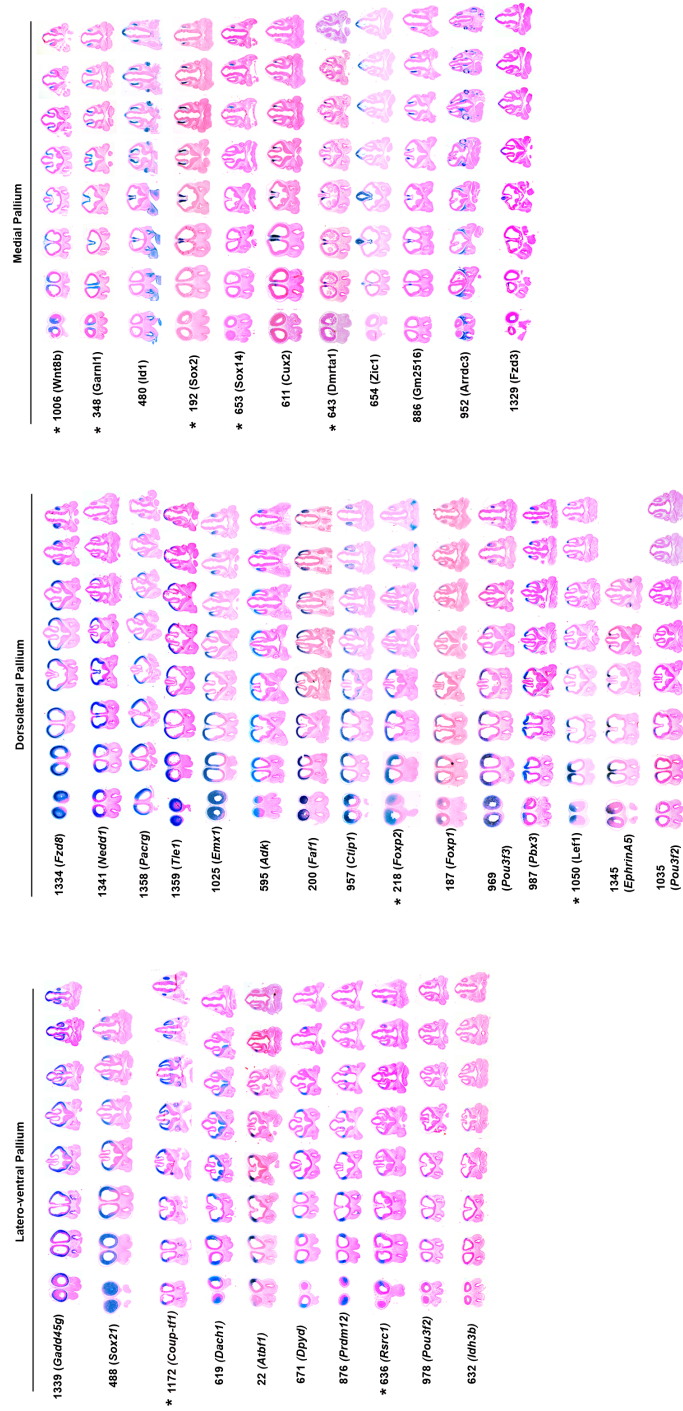 Latero-ventral Pallium
1339 (Gadd45g)
488 (Sox21)
* 1172 (Coup-tf1)
619 (Dach1)
22 (Atbf1)
671 (Dpyd)
876 (Prdm12)
* 636 (Rsrc1)
978 (Pou3f2)
632 (Idh3b)
Dorsolateral Pallium
1334 (Fzd8)
1341 (Nedd1)
1358 (Pacrg)
1359 (Tle1)
1025 (Emx1)
595 (Adk)
200 (Faf1)
957 (Ctip1)
* 218 (Foxp2)
187 (Foxp1)
969
(Pou3f3)
987 (Pbx3)
* 1050 (Lef1)
1345
(EphrinA5)
1035
(Pou3f2)
Medial Pallium
* 1006 (Wnt8b)
* 348 (Garnl1)
480 (Id1)
* 192 (Sox2)
* 653 (Sox14)
611 (Cux2)
* 643 (Dmrta1)
654 (Zic1)
886 (Gm2516)
952 (Arrdc3)
1329 (Fzd3)